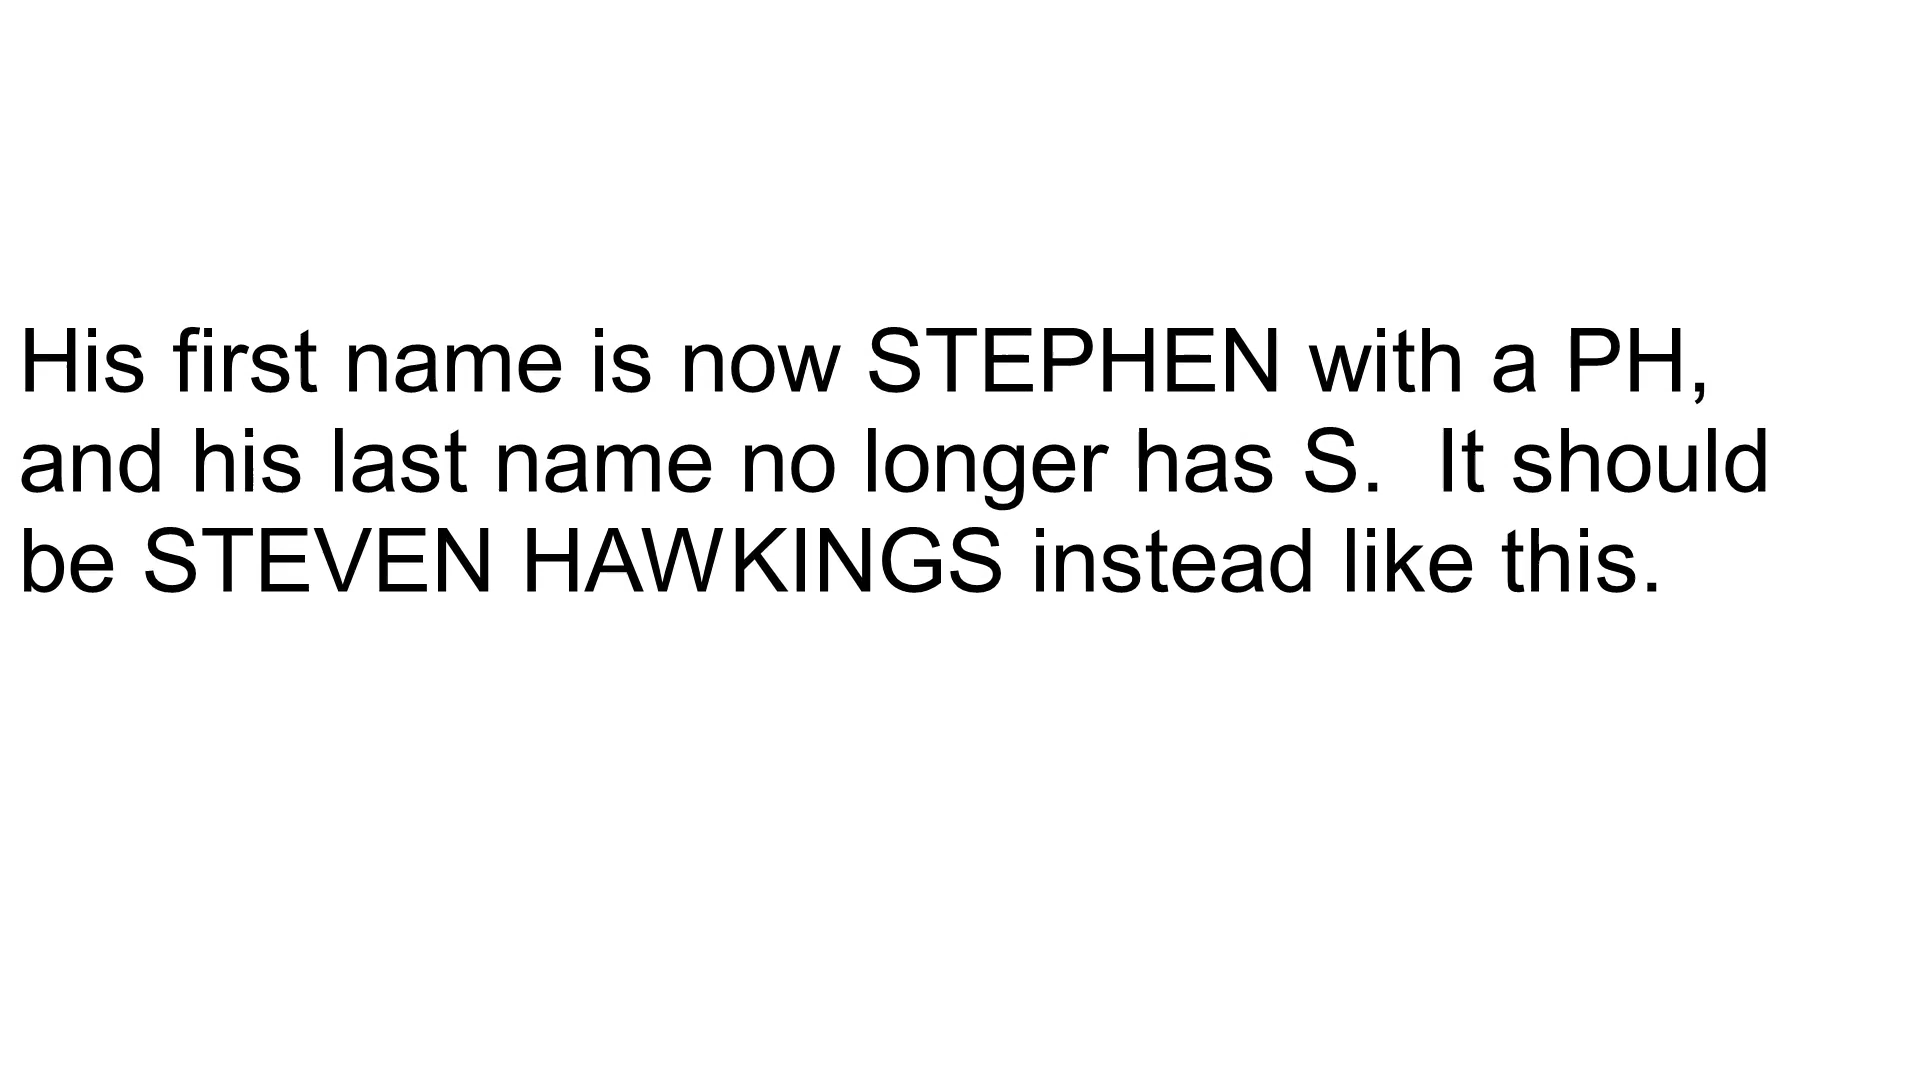 His first name is now STEPHEN with a PH,
and his last name no longer has S.  It should
be STEVEN HAWKINGS instead like this.